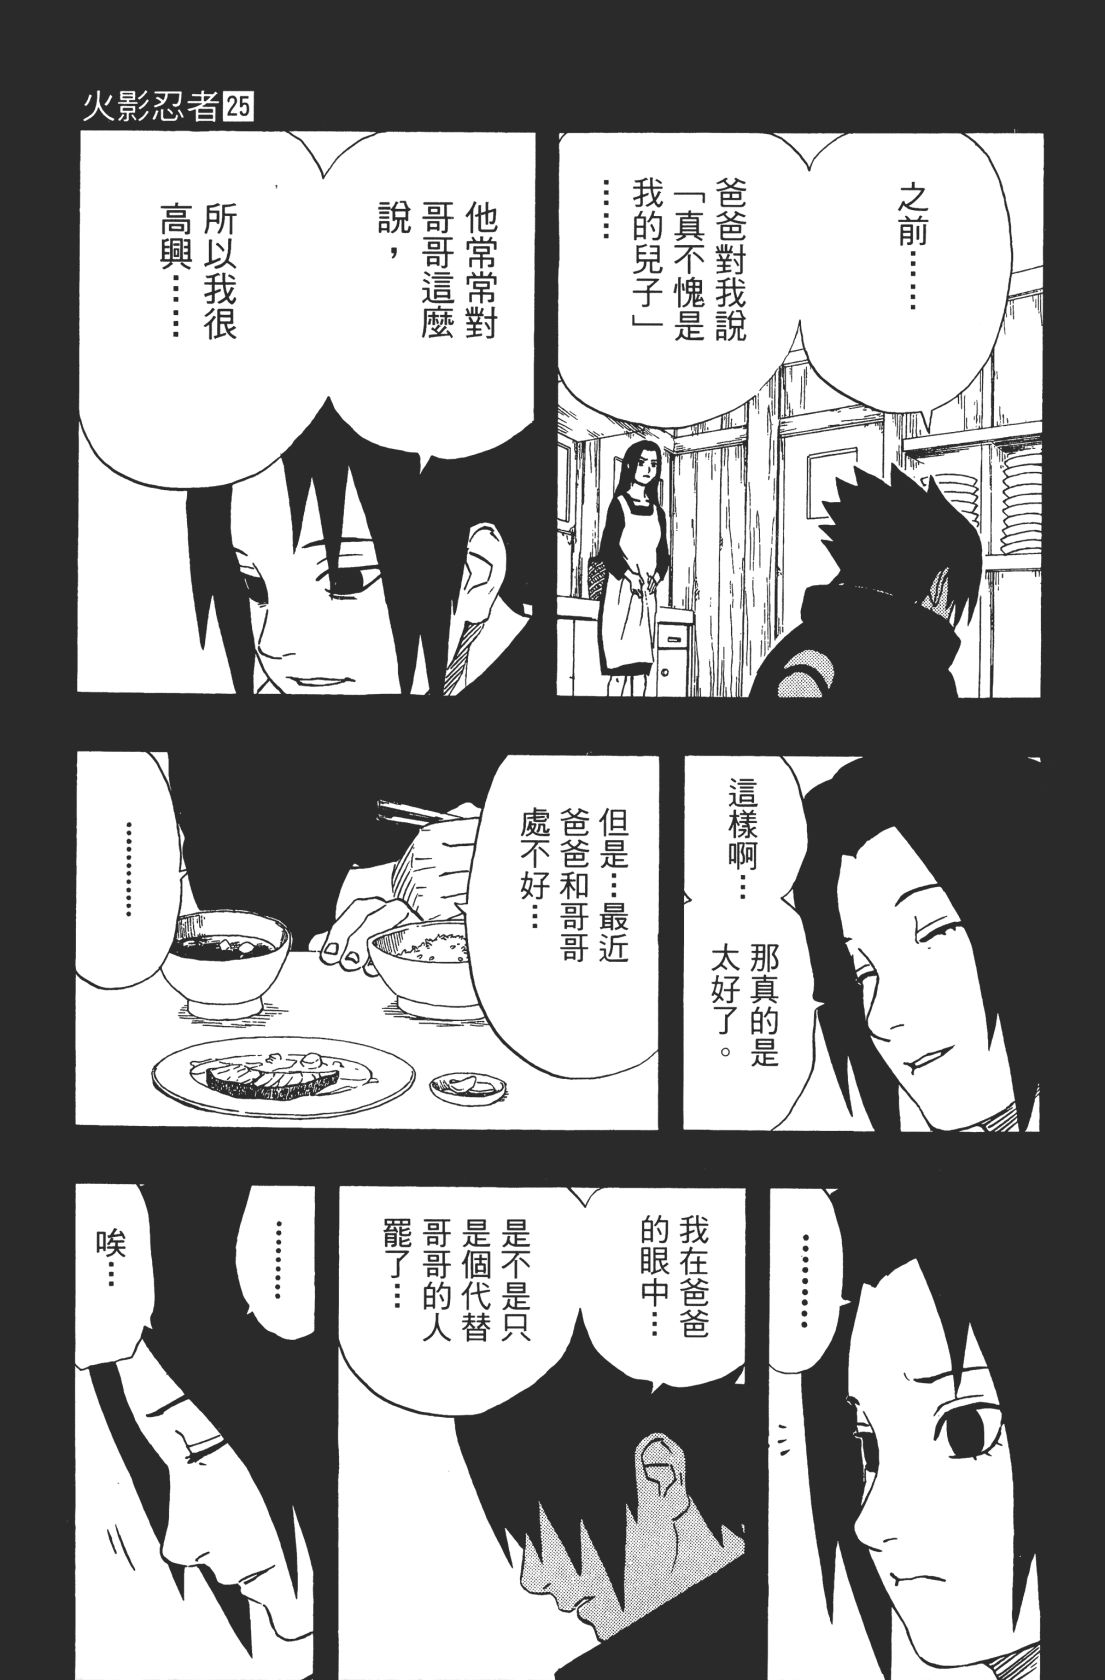 火影忍者25
之前⋯⋯
爸爸對我說
「真不愧是
我的兒子」
⋯⋯
他常常對
哥哥這麼
說，
所以我很
高興⋯⋯
這樣啊⋯
那真的是
太好了。
但是⋯最近
爸爸和哥哥
處不好⋯
⋯⋯⋯
⋯⋯⋯
我在爸爸
的眼中⋯
是不是只
是個代替
哥哥的人
罷了⋯
⋯⋯⋯
唉⋯